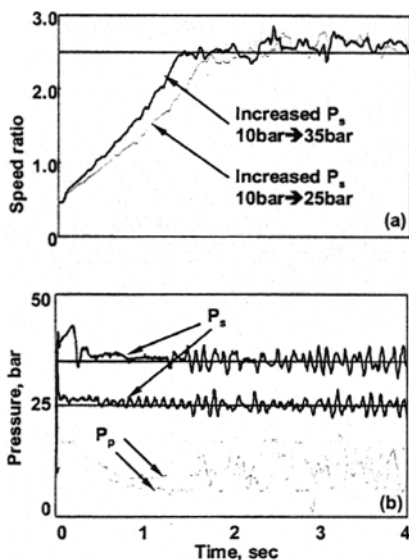 3.0
2.0
1.0
0
Speed ratio
Increased Ps
10bar➔35bar
Increased Ps
10bar➔25bar
(a)
50
25
0
Pressure, bar
Ps
Pp
(b)
0 1 2 3 4
Time, sec